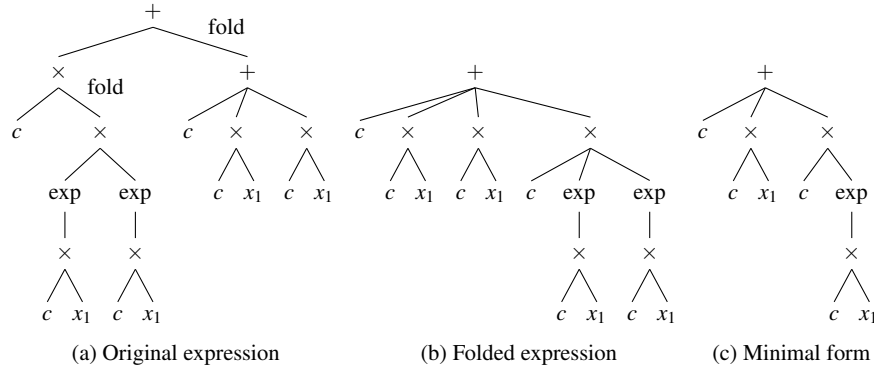 +
fold
× + + +
fold
c × c × × c × × × c × ×
exp exp c x₁ c x₁ c x₁ c x₁ c exp exp c x₁ c exp
× × × × ×
c x₁ c x₁ c x₁ c x₁ c x₁
(a) Original expression (b) Folded expression (c) Minimal form